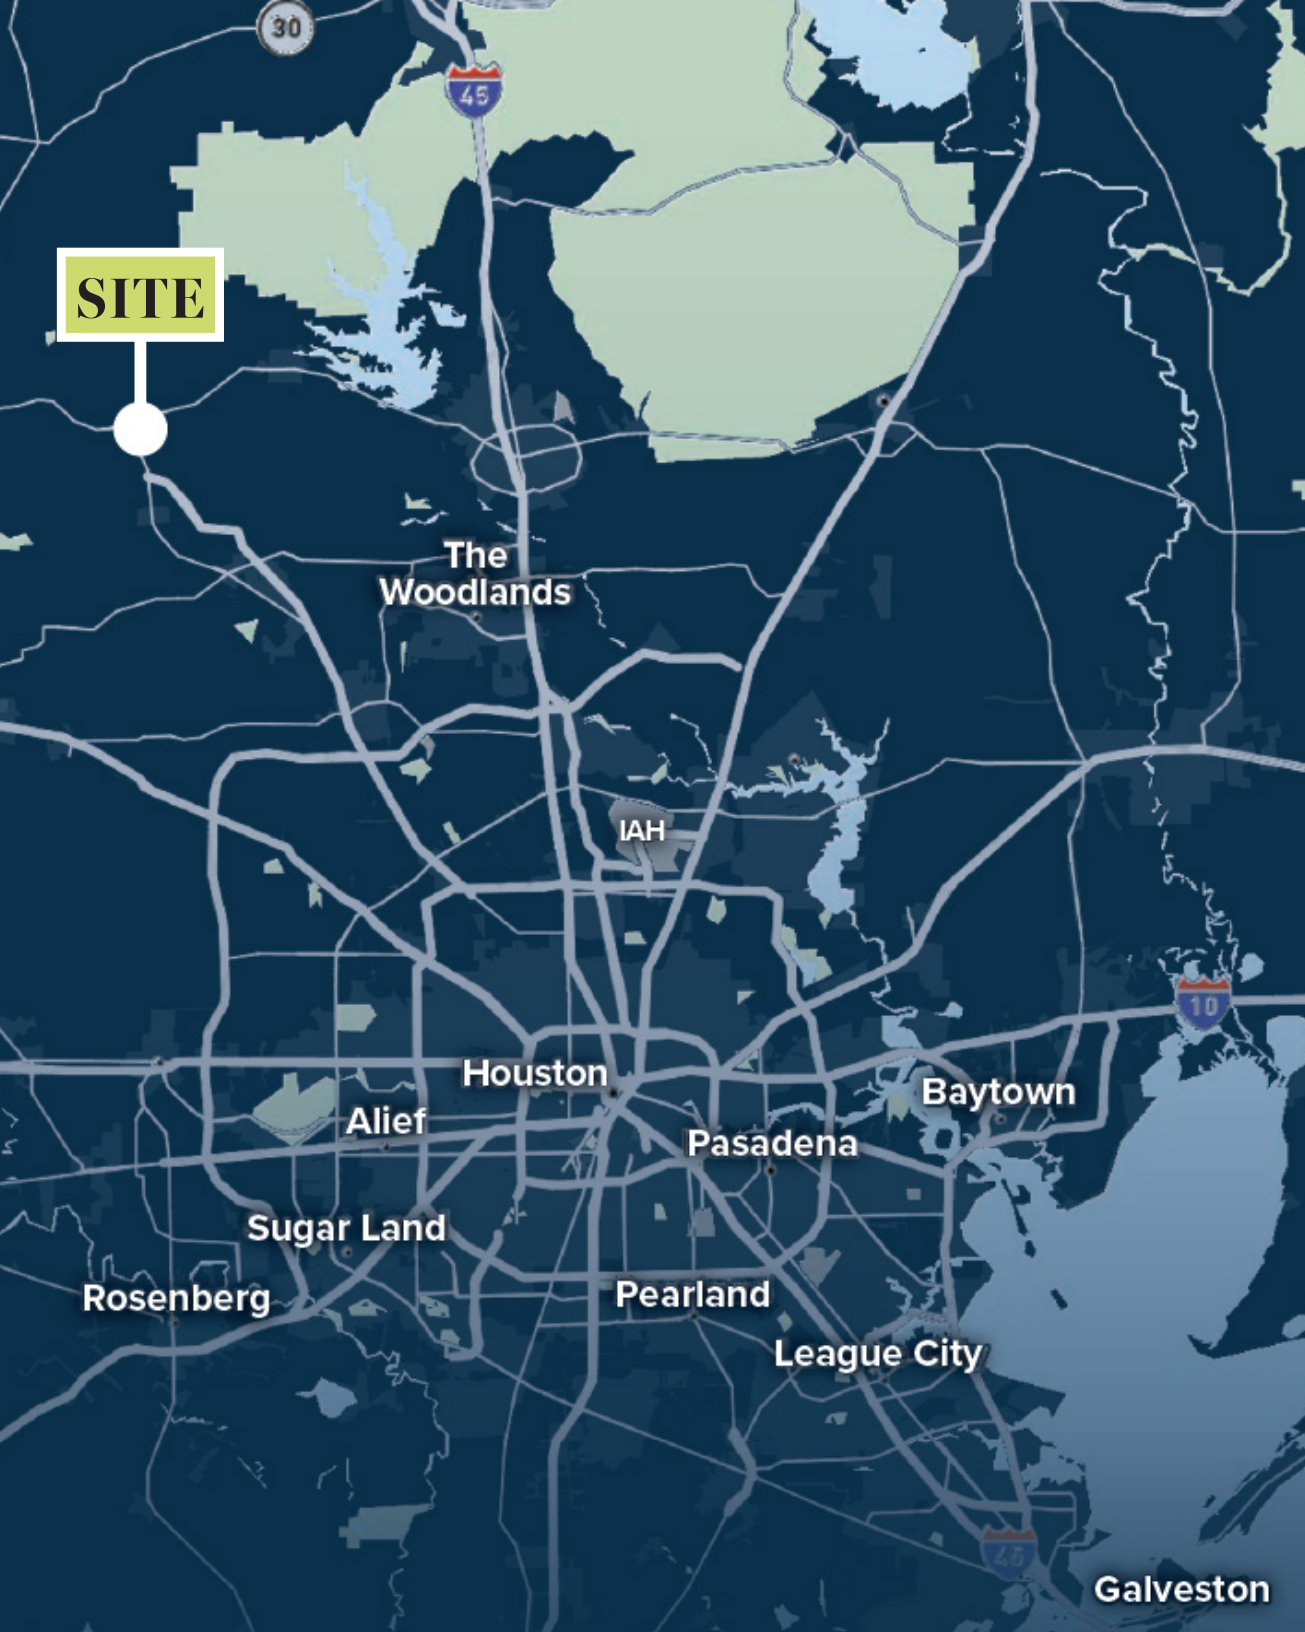 30
45
SITE
The
Woodlands
IAH
10
Houston
Baytown
Alief
Pasadena
Sugar Land
Rosenberg
Pearland
League City
45
Galveston